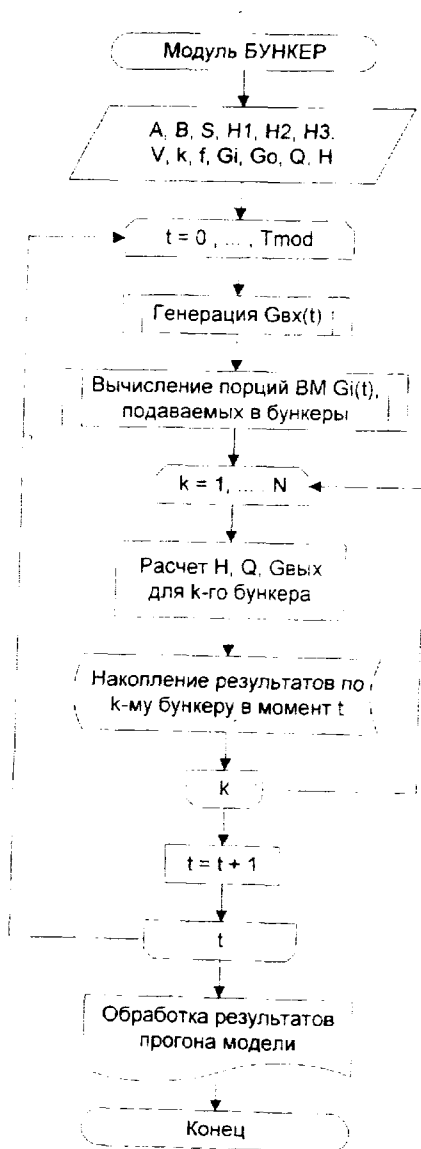 Модуль БУНКЕР
A, B, S, H1, H2, H3.
V, k, f, Gi, Go, Q, H
t = 0 , ... , Tmod
Генерация Gвх(t)
Вычисление порций ВМ Gi(t),
подаваемых в бункеры
k = 1, ... N
Расчет H, Q, Gвых
для k-го бункера
Накопление результатов по
k-му бункеру в момент t
k
t = t + 1
t
Обработка результатов
прогона модели
Конец